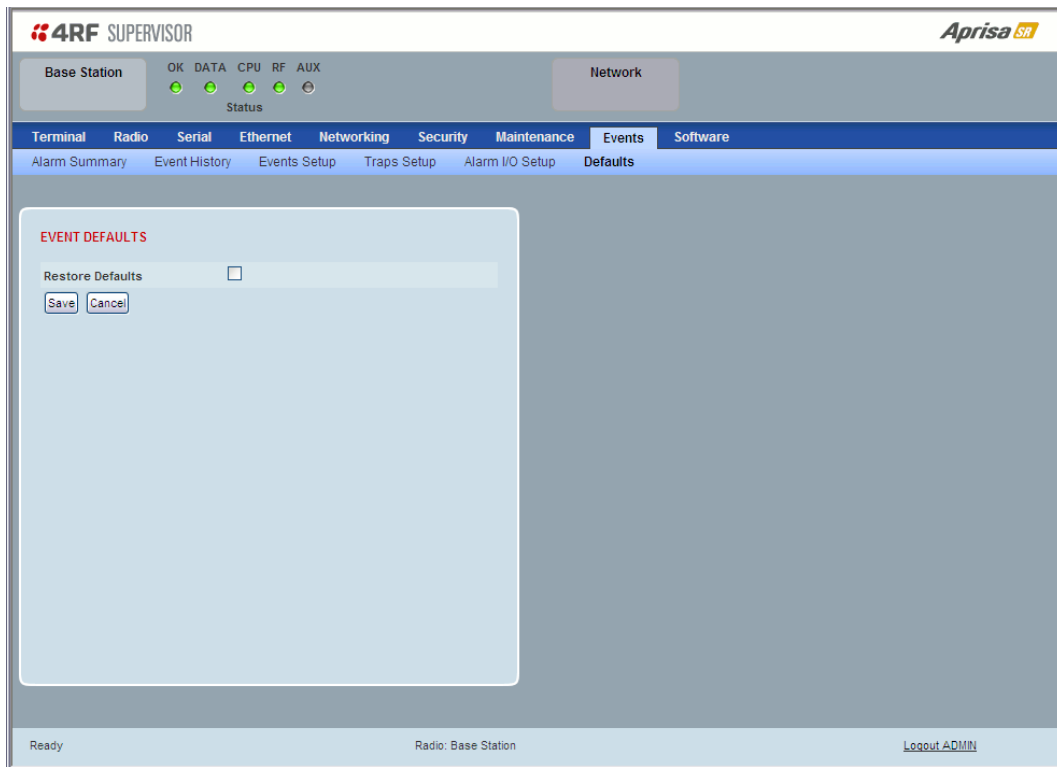 4RF SUPERVISOR
Aprisa SR
Base Station
OK DATA CPU RF AUX
Status
Network
Terminal Radio Serial Ethernet Networking Security Maintenance Events Software
Alarm Summary Event History Events Setup Traps Setup Alarm I/O Setup Defaults
EVENT DEFAULTS
Restore Defaults
Save Cancel
Ready Radio: Base Station Logout ADMIN